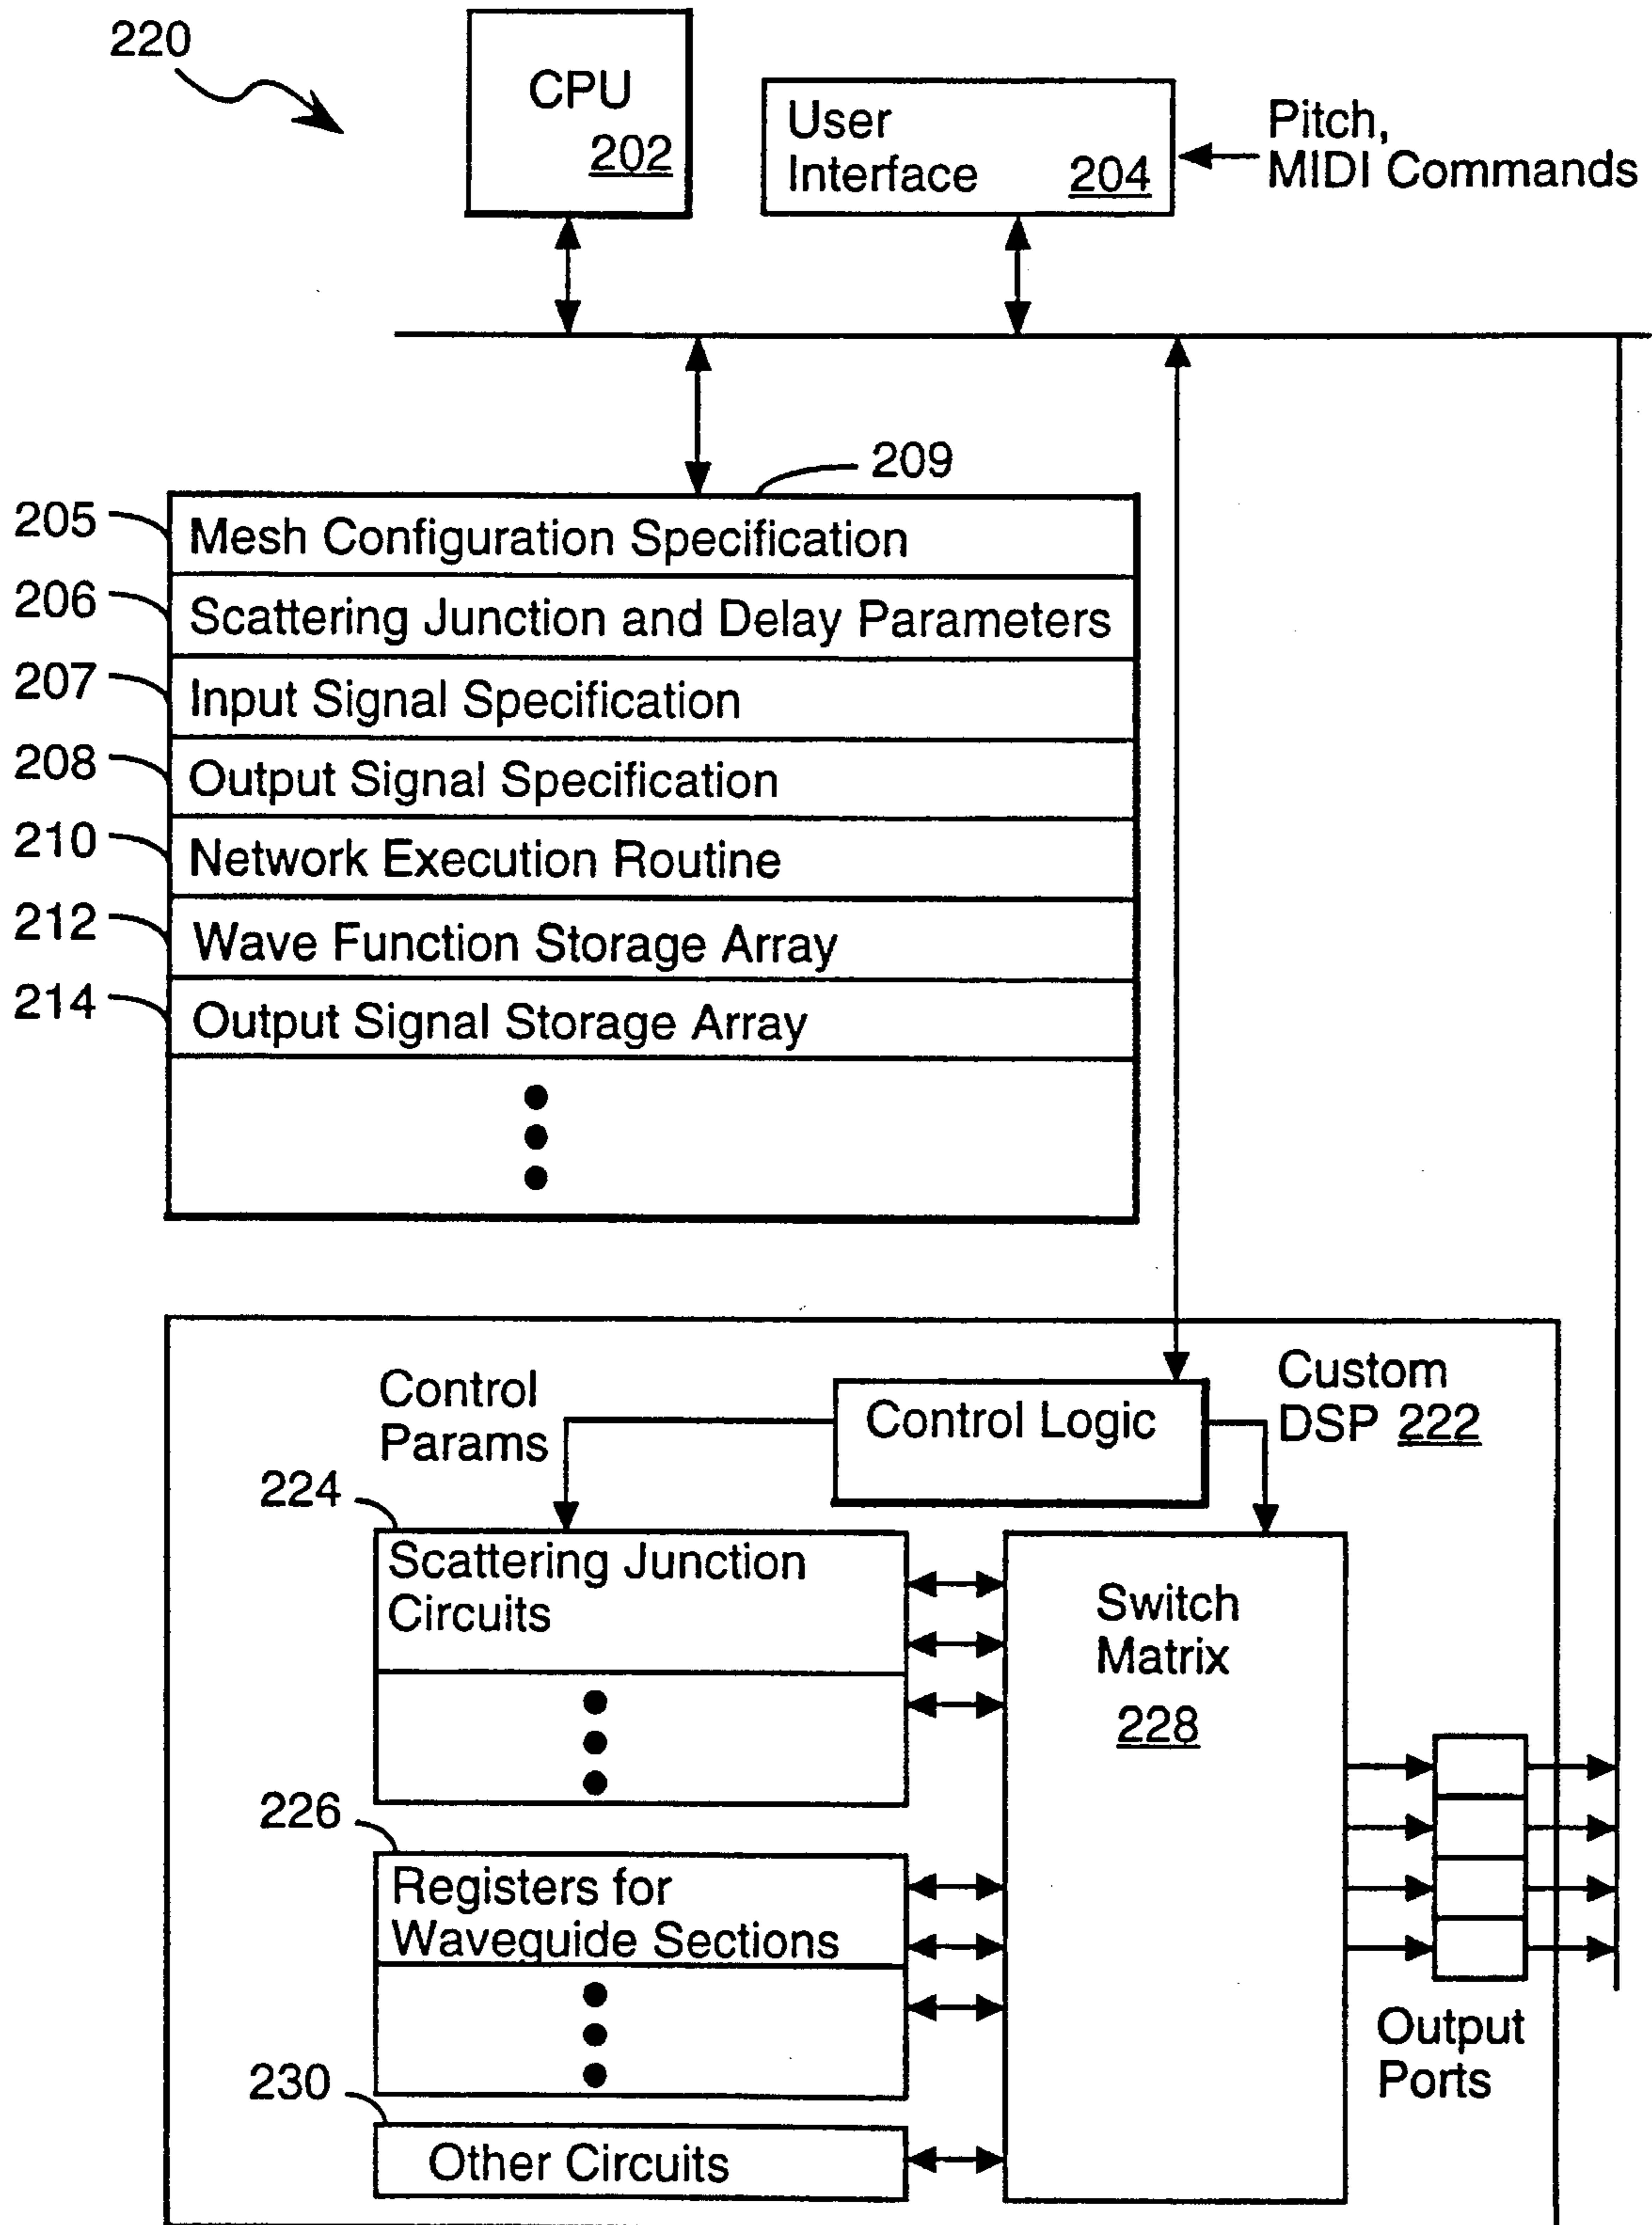 220
CPU
202
User
Interface 204
Pitch,
MIDI Commands
209
205 Mesh Configuration Specification
206 Scattering Junction and Delay Parameters
207 Input Signal Specification
208 Output Signal Specification
210 Network Execution Routine
212 Wave Function Storage Array
214 Output Signal Storage Array
Control
Params
Control Logic
Custom
DSP 222
224
Scattering Junction
Circuits
Switch
Matrix
228
226
Registers for
Waveguide Sections
Output
Ports
230
Other Circuits